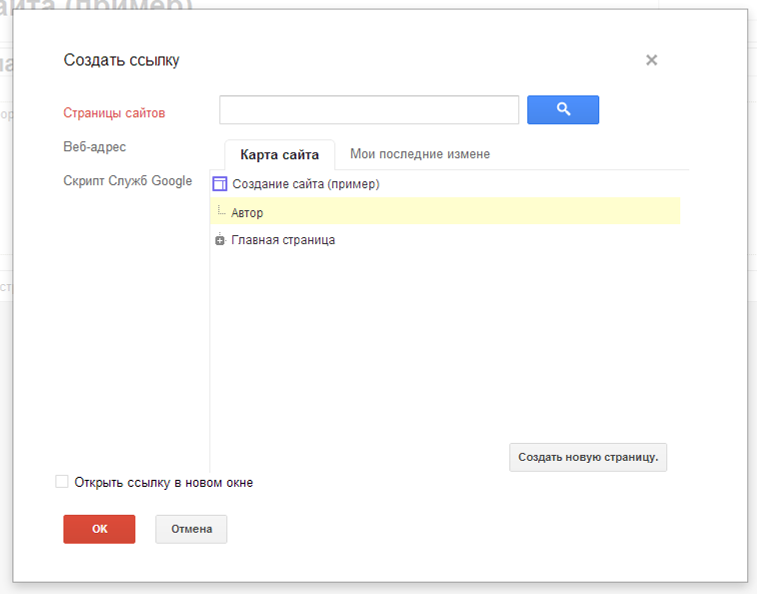 айта (пример)
Создать ссылку
Страницы сайтов
Веб-адрес
Карта сайта
Мои последние измене
Скрипт Служб Google
Создание сайта (пример)
Автор
Главная страница
Создать новую страницу.
Открыть ссылку в новом окне
ОК
Отмена